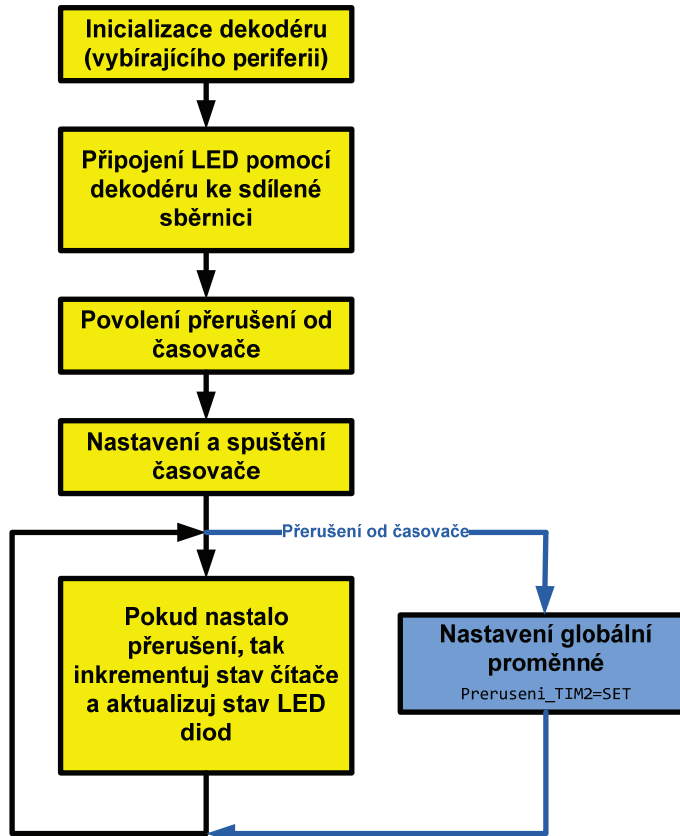 Inicializace dekodéru
(vybírajícího periferii)
Připojení LED pomocí
dekodéru ke sdílené
sběrnici
Povolení přerušení od
časovače
Nastavení a spuštění
časovače
Přerušení od časovače
Pokud nastalo
přerušení, tak
inkrementuj stav čítače
a aktualizuj stav LED
diod
Nastavení globální
proměnné
Preruseni_TIM2=SET